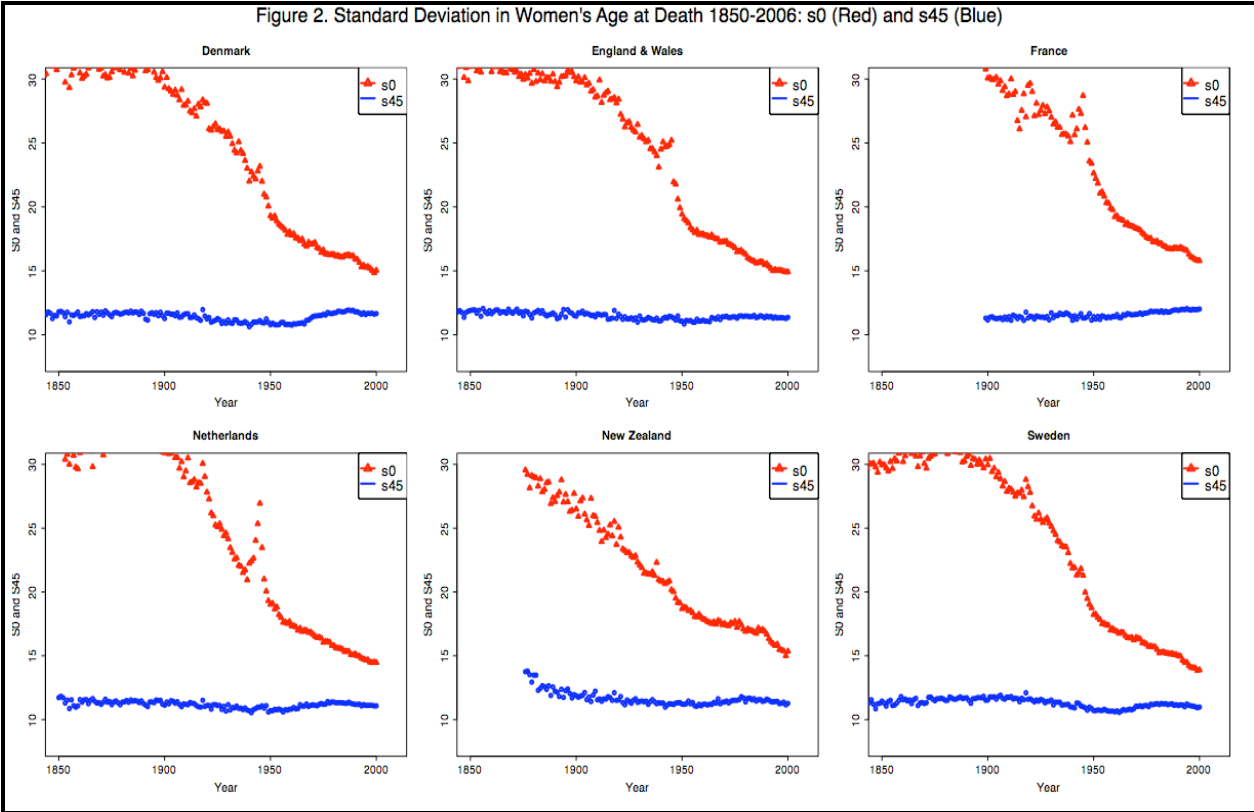 Figure 2. Standard Deviation in Women's Age at Death 1850-2006: s0 (Red) and s45 (Blue)
Denmark
s0
s45
S0 and S45
10
15
20
25
30
1850
1900
1950
2000
Year
England & Wales
s0
s45
S0 and S45
10
15
20
25
30
1850
1900
1950
2000
Year
France
s0
s45
S0 and S45
10
15
20
25
30
1850
1900
1950
2000
Year
Netherlands
s0
s45
S0 and S45
10
15
20
25
30
1850
1900
1950
2000
Year
New Zealand
s0
s45
S0 and S45
10
15
20
25
30
1850
1900
1950
2000
Year
Sweden
s0
s45
S0 and S45
10
15
20
25
30
1850
1900
1950
2000
Year